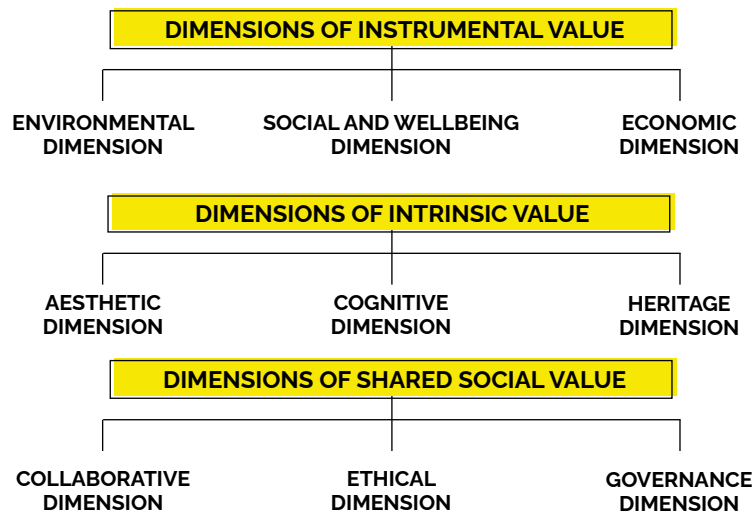 DIMENSIONS OF INSTRUMENTAL VALUE
ENVIRONMENTAL
DIMENSION
SOCIAL AND WELLBEING
DIMENSION
ECONOMIC
DIMENSION
DIMENSIONS OF INTRINSIC VALUE
AESTHETIC
DIMENSION
COGNITIVE
DIMENSION
HERITAGE
DIMENSION
DIMENSIONS OF SHARED SOCIAL VALUE
COLLABORATIVE
DIMENSION
ETHICAL
DIMENSION
GOVERNANCE
DIMENSION